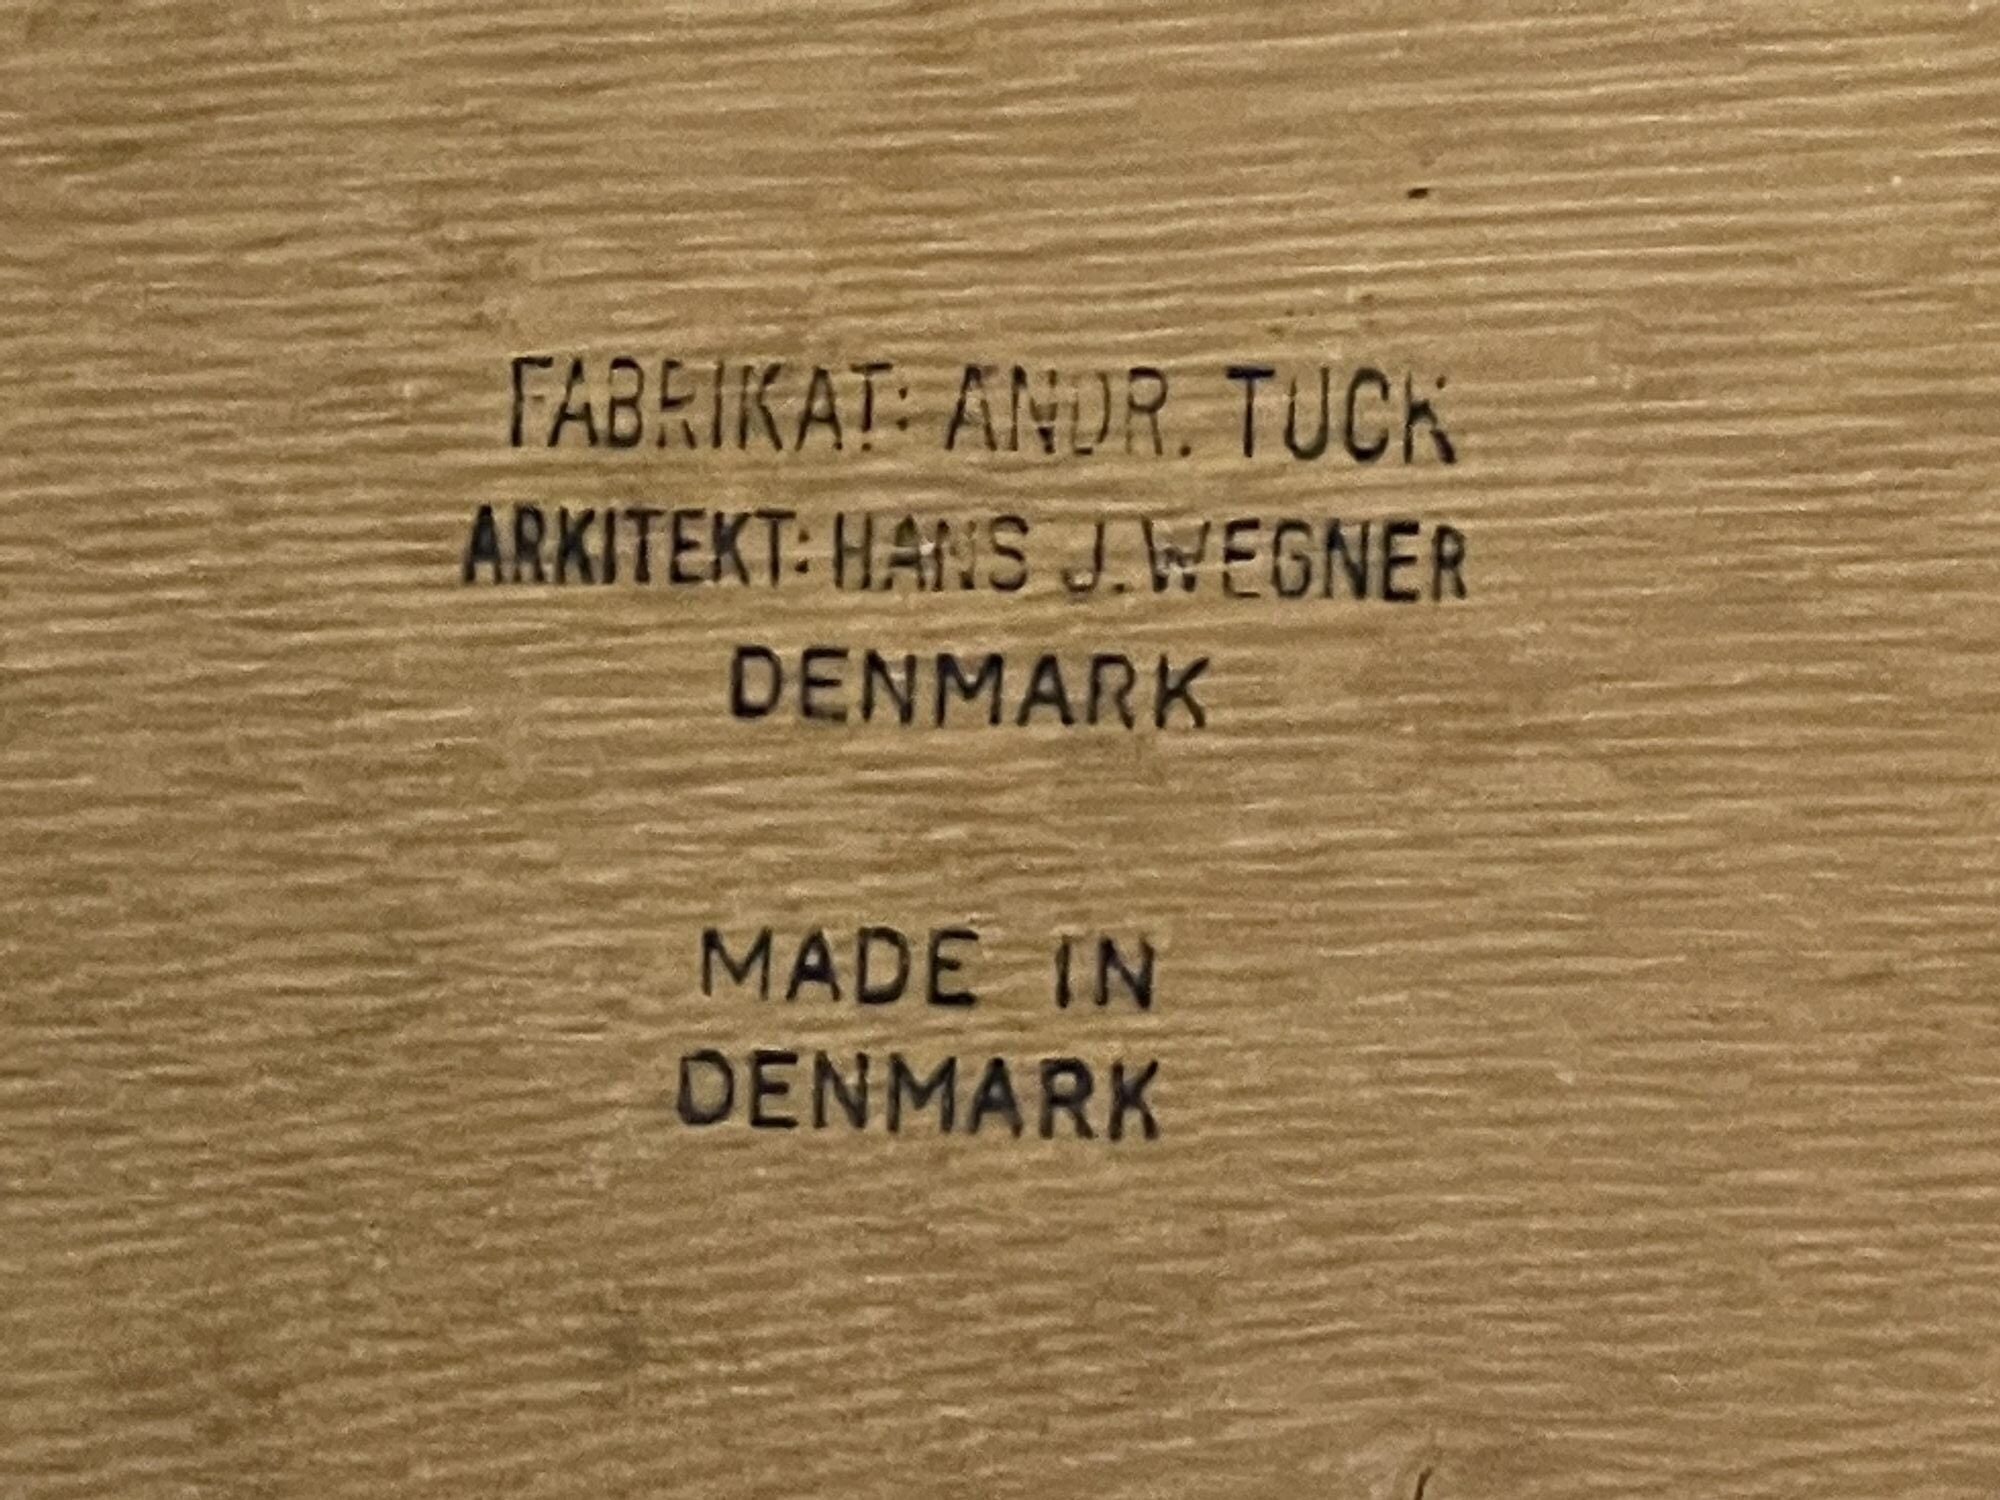 FABRIKAT: ANDR. TUCK
ARKITEKT: HANS J. WEGNER
DENMARK
MADE IN
DENMARK